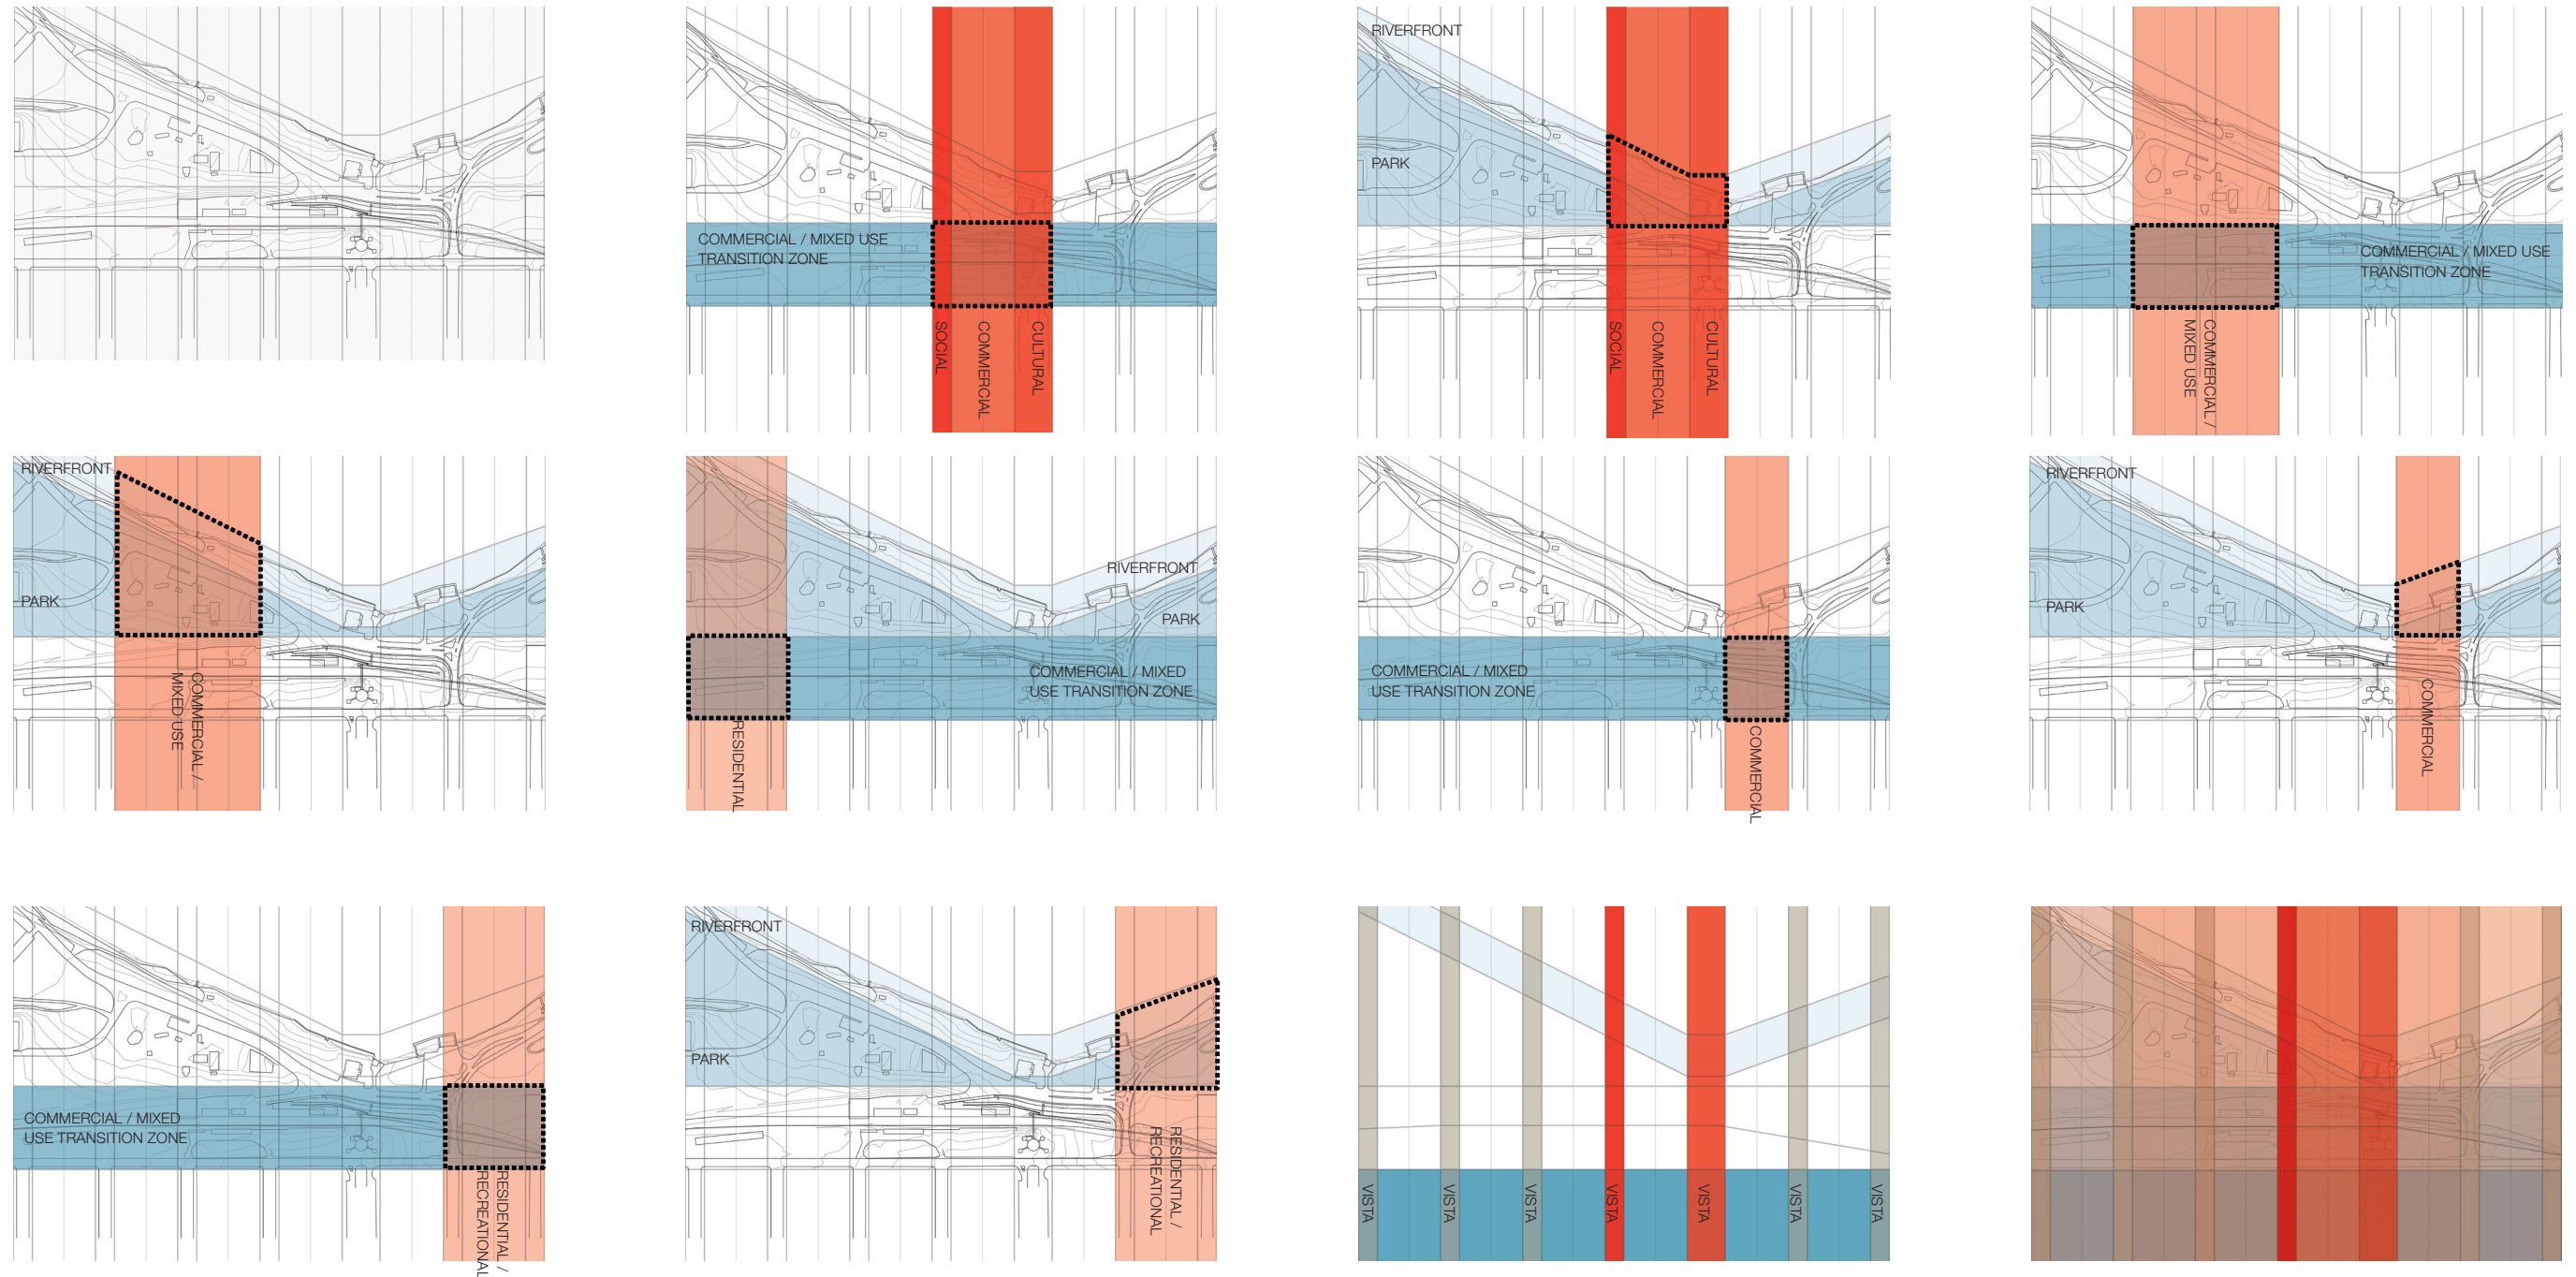 COMMERCIAL / MIXED USE
TRANSITION ZONE
SOCIAL
COMMERCIAL
CULTURAL
RIVERFRONT
PARK
SOCIAL
COMMERCIAL
CULTURAL
COMMERCIAL / MIXED USE
TRANSITION ZONE
COMMERCIAL /
MIXED USE
RIVERFRONT
PARK
COMMERCIAL /
MIXED USE
RIVERFRONT
PARK
COMMERCIAL / MIXED
USE TRANSITION ZONE
RESIDENTIAL
COMMERCIAL / MIXED
USE TRANSITION ZONE
COMMERCIAL
RIVERFRONT
PARK
COMMERCIAL
COMMERCIAL / MIXED
USE TRANSITION ZONE
RESIDENTIAL /
RECREATIONAL
RIVERFRONT
PARK
RESIDENTIAL /
RECREATIONAL
VISTA
VISTA
VISTA
VISTA
VISTA
VISTA
VISTA